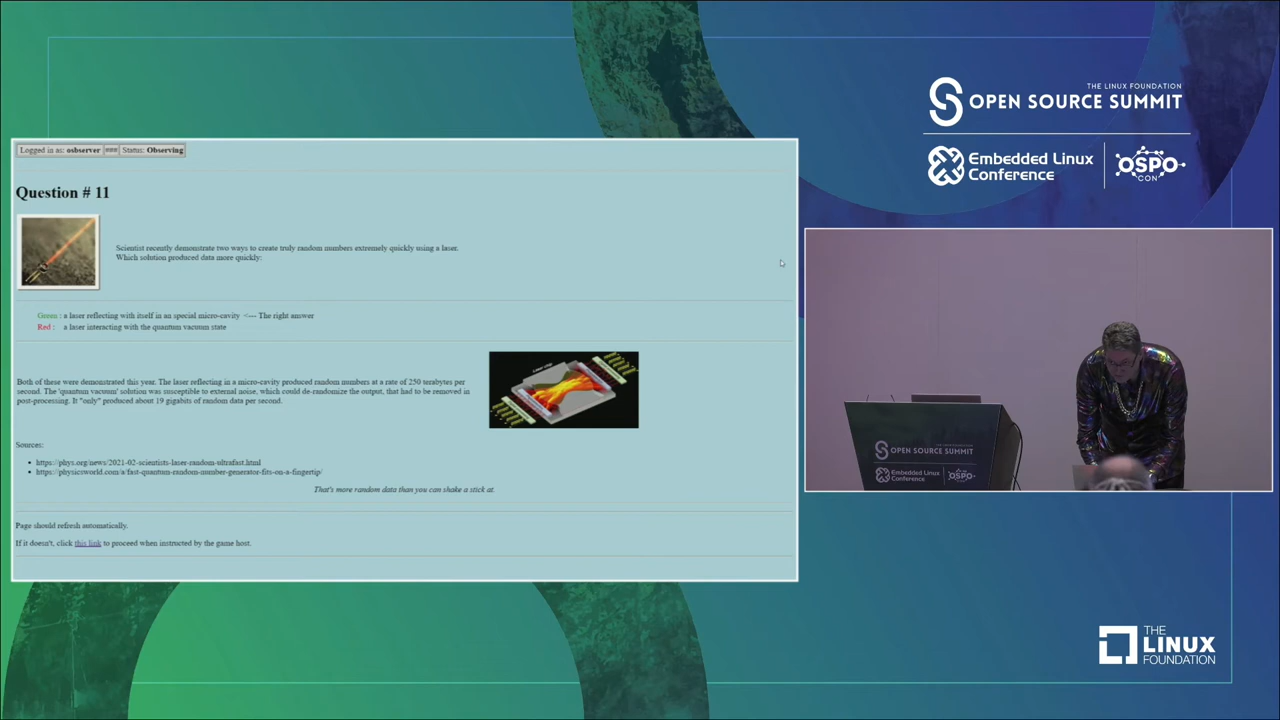 THE LINUX FOUNDATION
OPEN SOURCE SUMMIT
Embedded Linux
Conference
OSPO
CON
Logged in as: osbserver ### Status: Observing
Question # 11
Scientist recently demonstrate two ways to create truly random numbers extremely quickly using a laser.
Which solution produced data more quickly:
Green : a laser reflecting with itself in an special micro-cavity <--- The right answer
Red : a laser interacting with the quantum vacuum state
Both of these were demonstrated this year. The laser reflecting in a micro-cavity produced random numbers at a rate of 250 terabytes per
second. The 'quantum vacuum' solution was susceptible to external noise, which could de-randomize the output, that had to be removed in
post-processing. It "only" produced about 19 gigabits of random data per second.
Sources:
• https://phys.org/news/2021-02-scientists-laser-random-ultrafast.html
• https://physicsworld.com/a/fast-quantum-random-number-generator-fits-on-a-fingertip/
That's more random data than you can shake a stick at.
Page should refresh automatically.
If it doesn't, click this link to proceed when instructed by the game host.
OPEN SOURCE SUMMIT
Embedded Linux
Conference
OSPO
CON
THE
LINUX
FOUNDATION